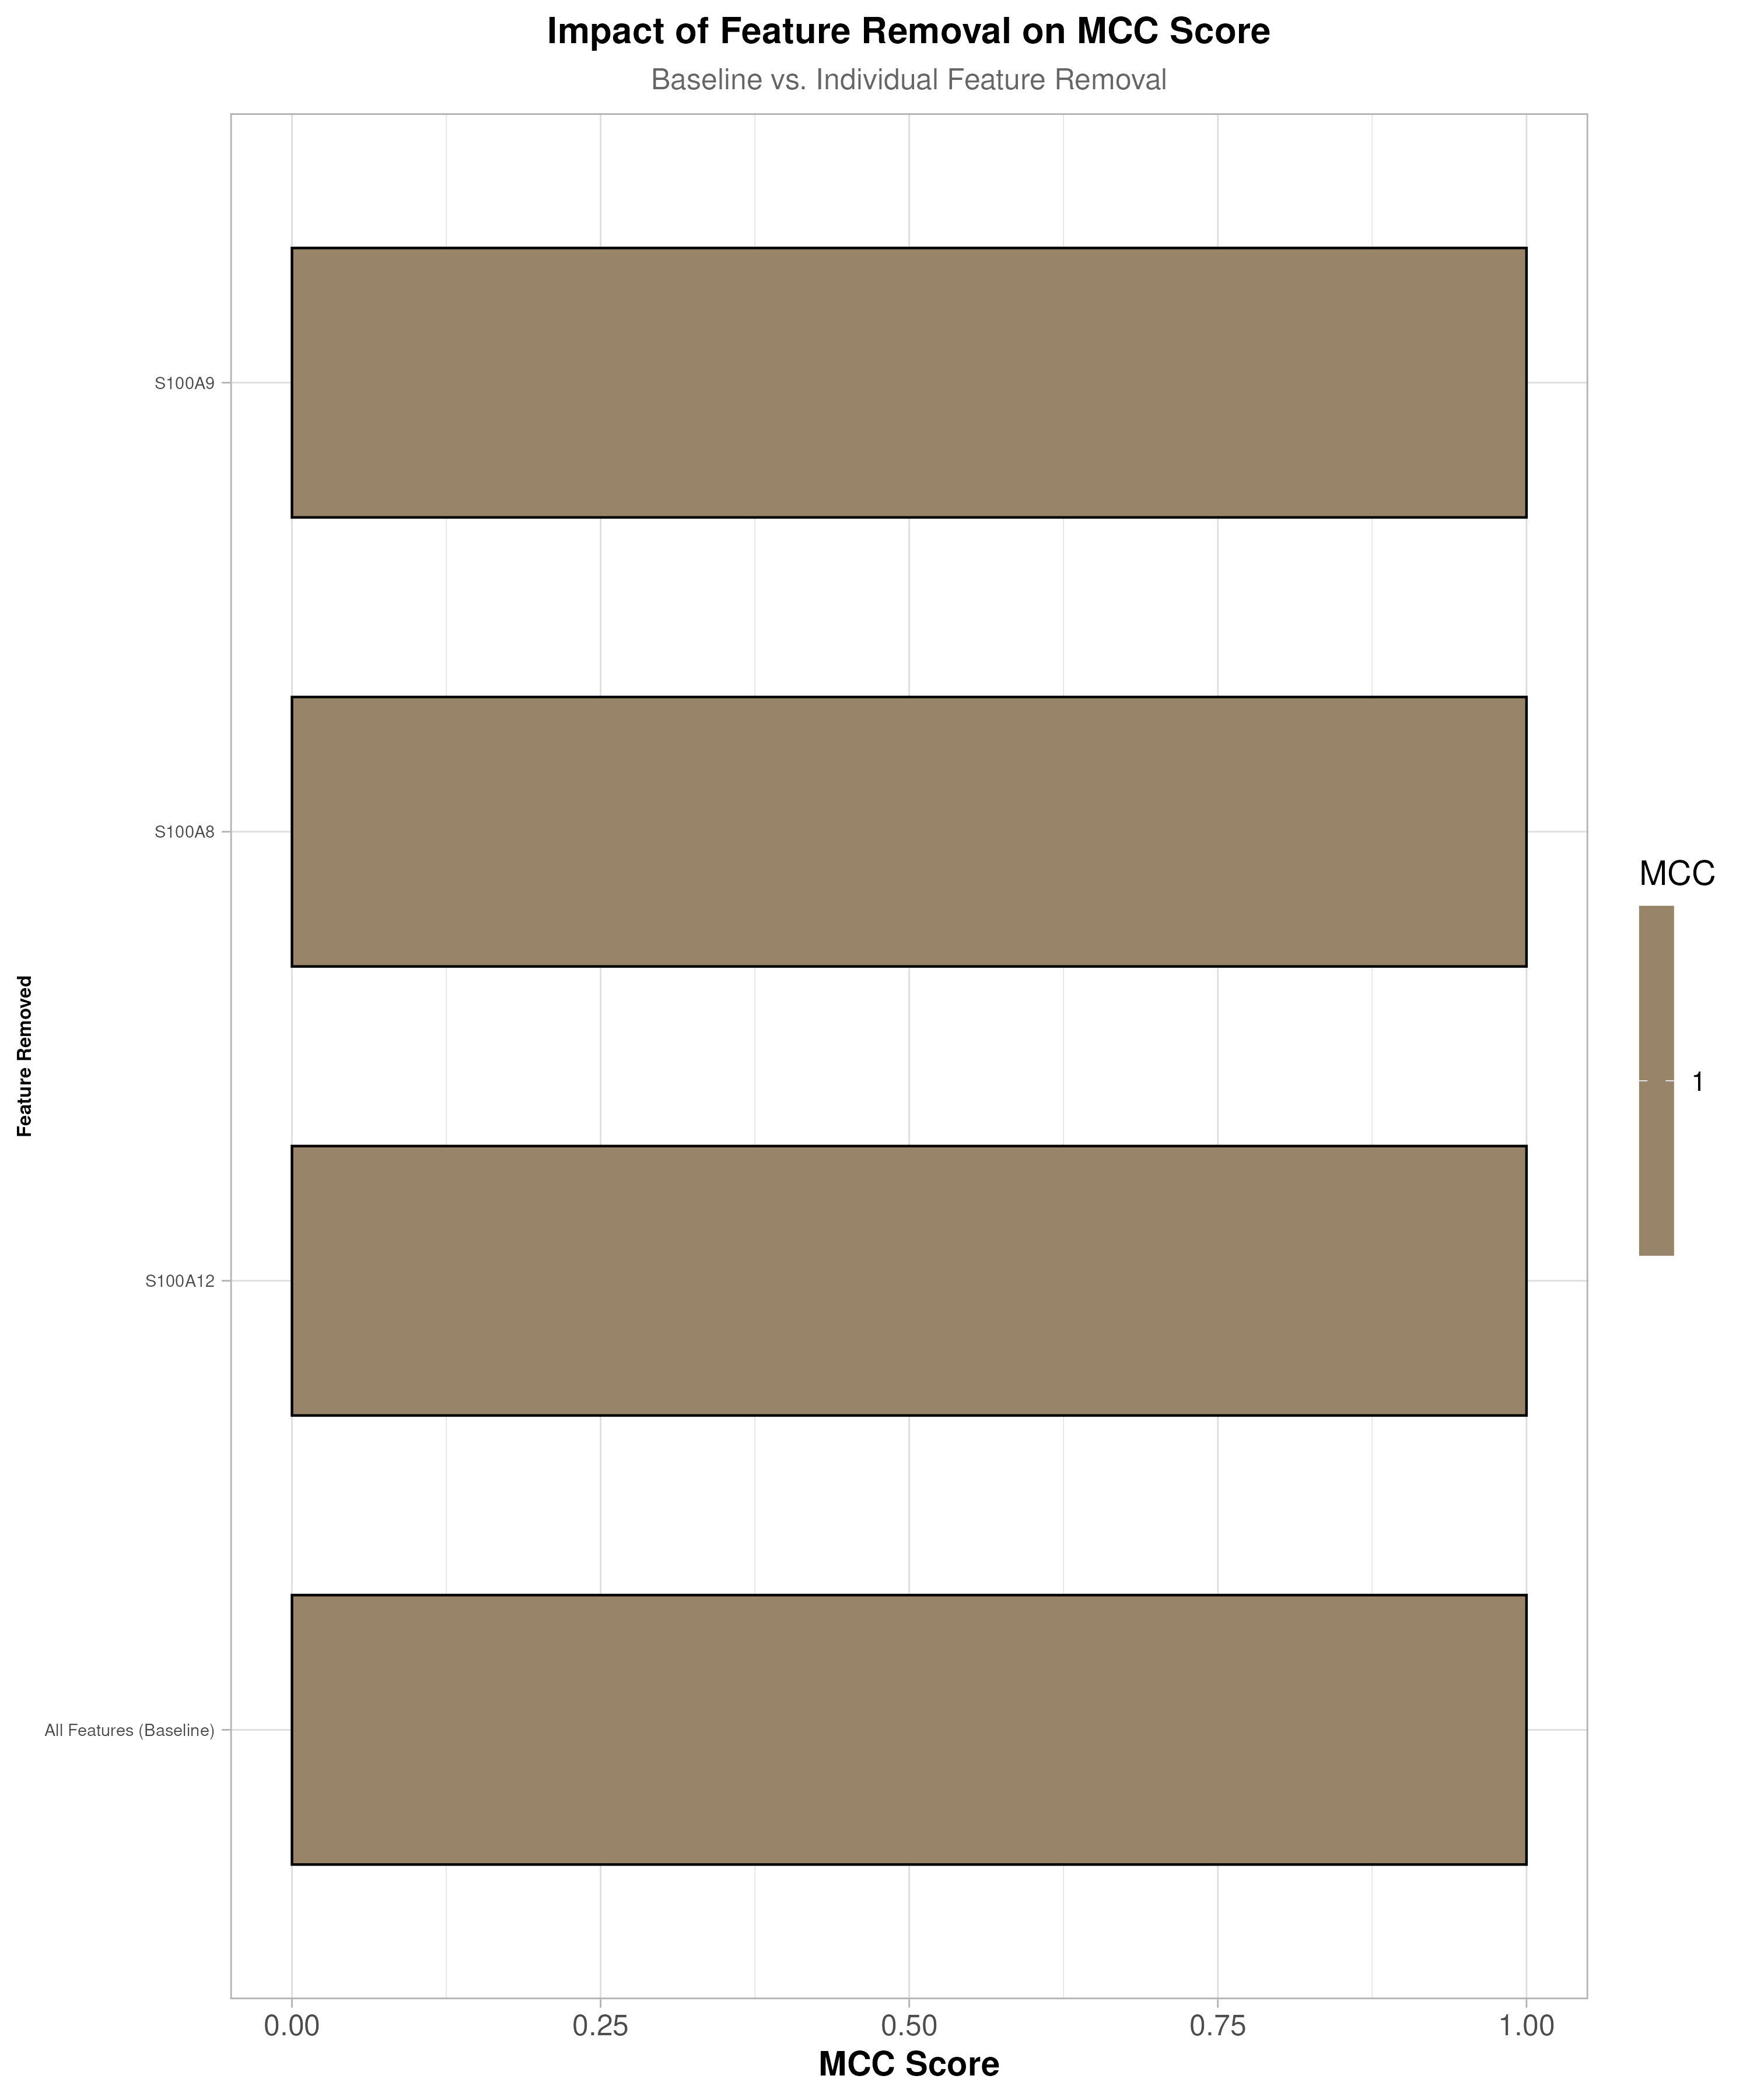 Impact of Feature Removal on MCC Score
Baseline vs. Individual Feature Removal
Feature Removed
S100A9
S100A8
S100A12
All Features (Baseline)
0.00 0.25 0.50 0.75 1.00
MCC Score
MCC
1